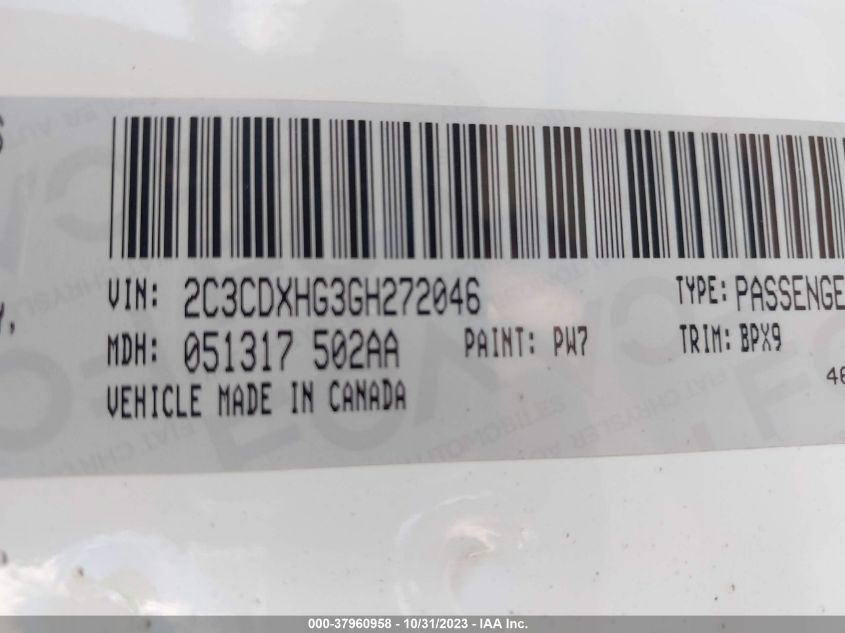 VIN: 2C3CDXHG3GH272046 TYPE: PASSENGE
MDH: 051317 502AA PAINT: PW7 TRIM: BPX9
VEHICLE MADE IN CANADA
000-37960958 - 10/31/2023 - IAA Inc.